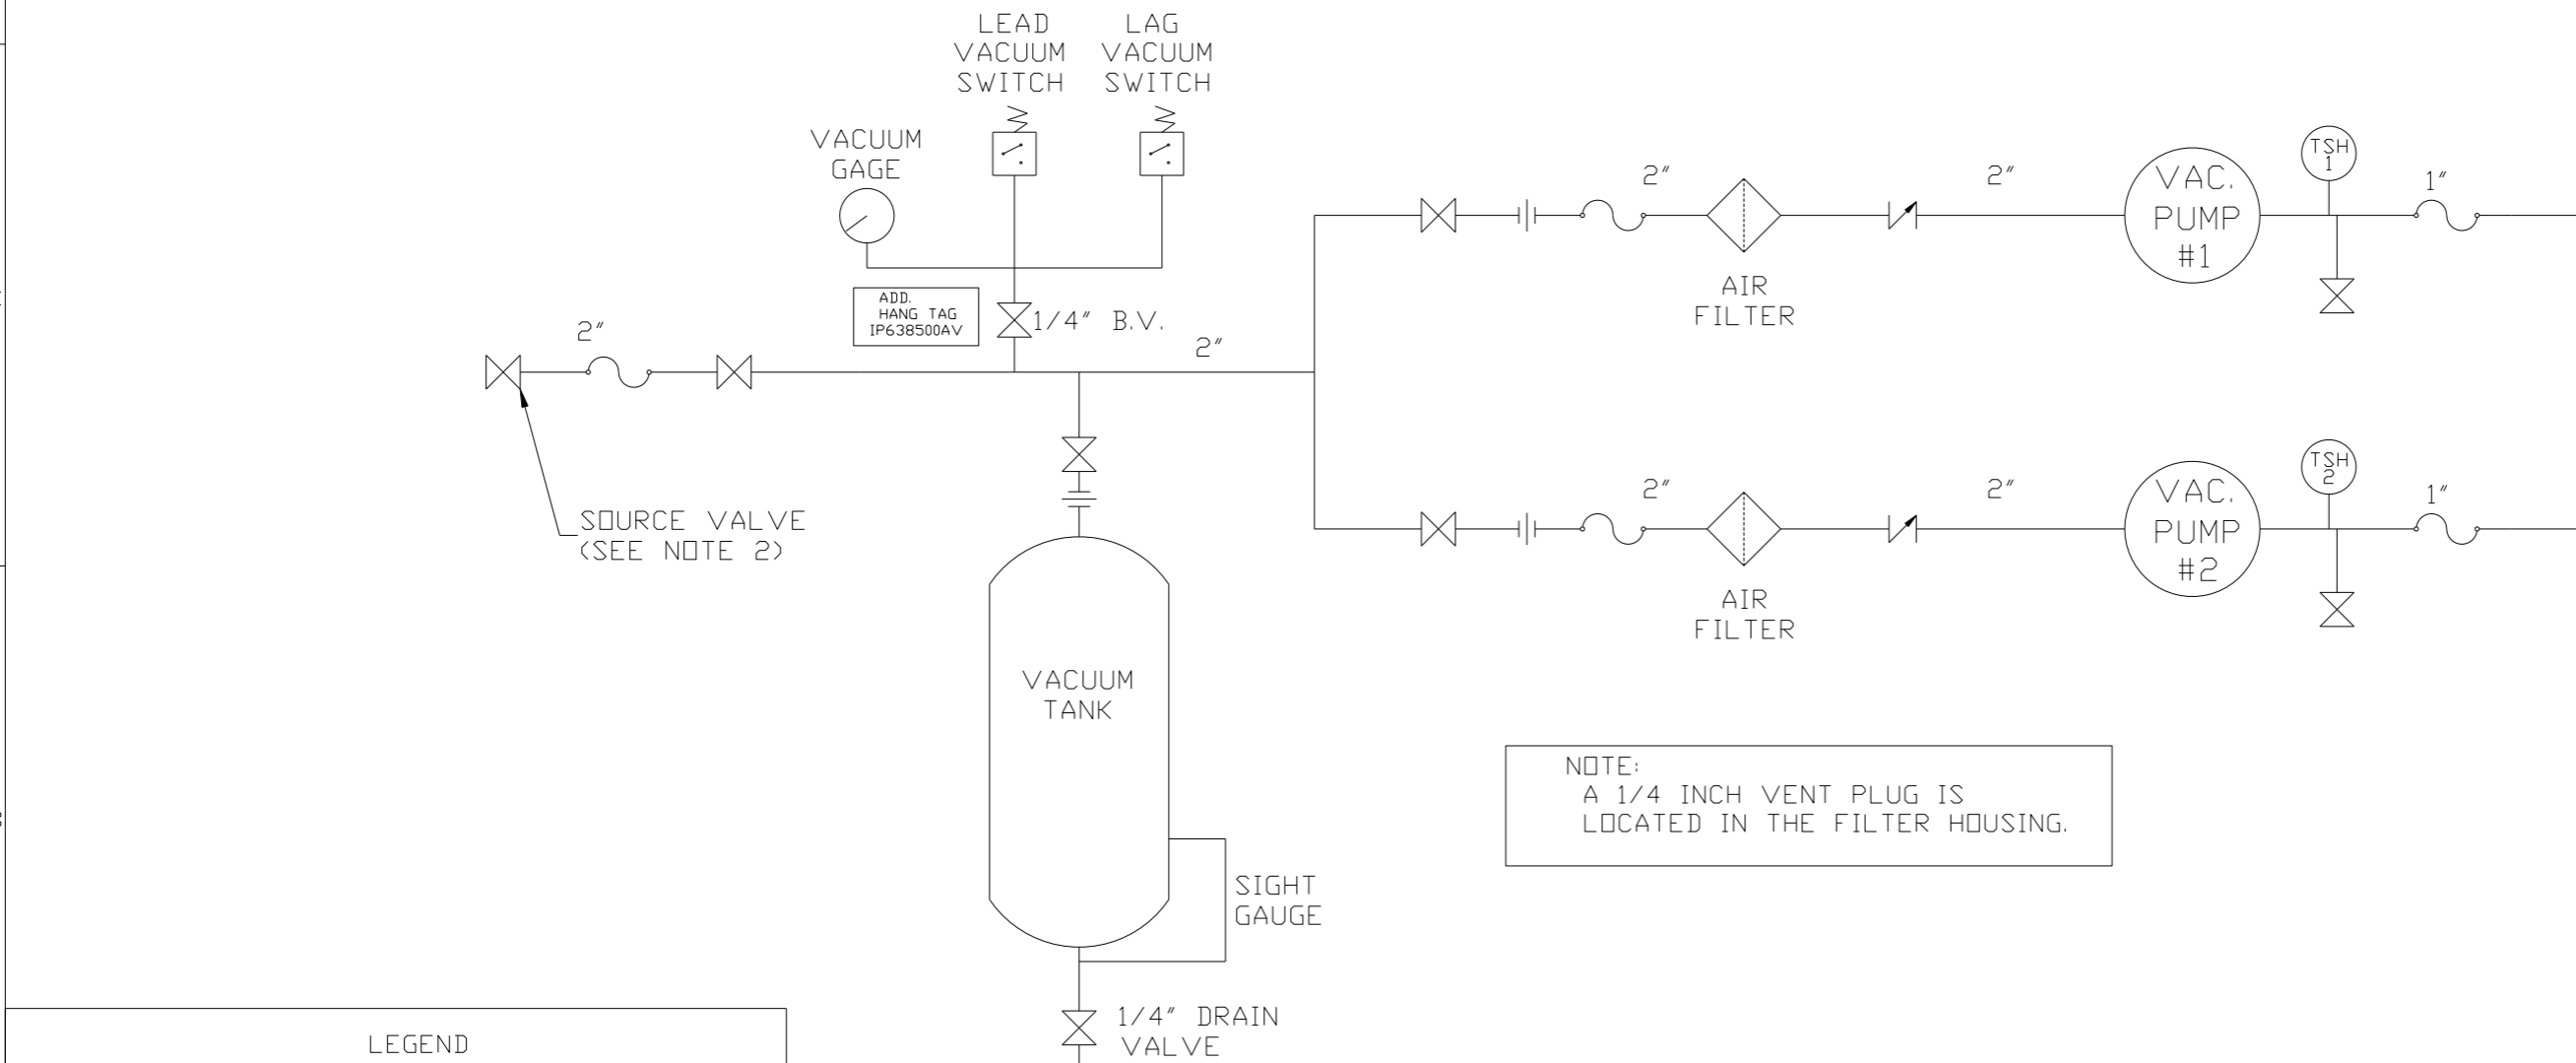 LEAD
VACUUM
SWITCH
LAG
VACUUM
SWITCH
VACUUM
GAGE
ADD.
HANG TAG
IP638500AV
1/4" B.V.
2"
2"
SOURCE VALVE
(SEE NOTE 2)
2"
AIR
FILTER
2"
VAC.
PUMP
#1
TSH
1
1"
2"
AIR
FILTER
2"
VAC.
PUMP
#2
TSH
2
1"
VACUUM
TANK
SIGHT
GAUGE
1/4" DRAIN
VALVE
NOTE:
A 1/4 INCH VENT PLUG IS
LOCATED IN THE FILTER HOUSING.
LEGEND